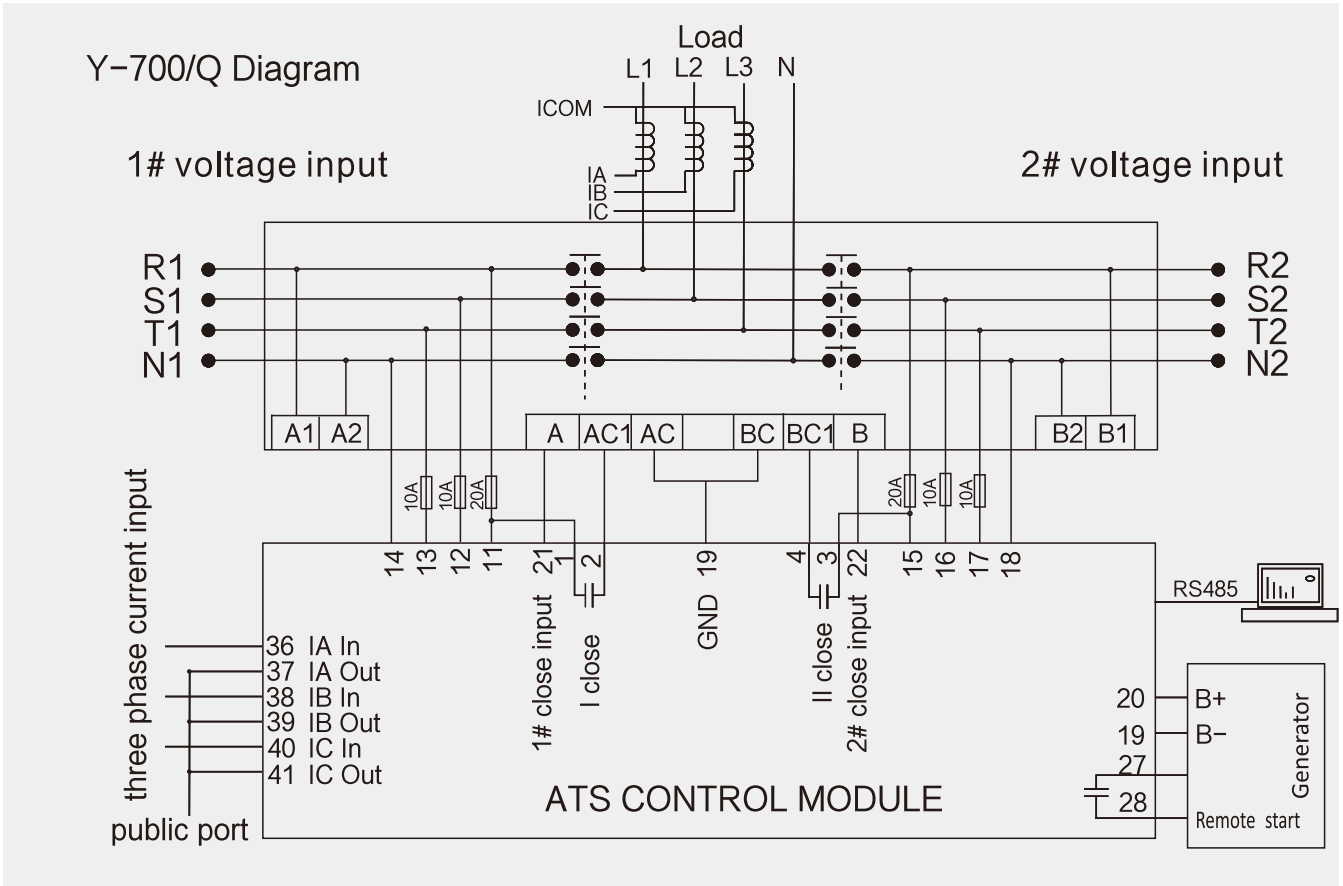 Y-700/Q Diagram
Load
L1 L2 L3 N
ICOM
1# voltage input
2# voltage input
IA
IB
IC
R1
S1
T1
N1
R2
S2
T2
N2
A1 A2
A AC1 AC BC BC1 B
B2 B1
10A 10A 20A
20A 10A 10A
14 13 12 11 21 1 2 19 4 3 22 15 16 17 18
1# close input
I close
GND
II close
2# close input
RS485
three phase current input
36 IA In
37 IA Out
38 IB In
39 IB Out
40 IC In
41 IC Out
public port
ATS CONTROL MODULE
20 B+
19 B-
27
28 Remote start
Generator